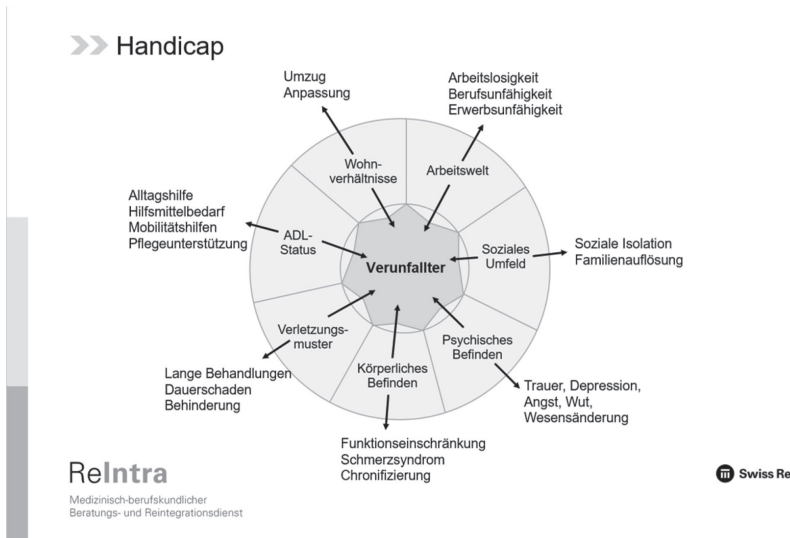 Handicap
Umzug
Anpassung
Arbeitslosigkeit
Berufsunfähigkeit
Erwerbsunfähigkeit
Wohn-
verhältnisse
Arbeitswelt
Alltagshilfe
Hilfsmittelbedarf
Mobilitätshilfen
Pflegeunterstützung
ADL-
Status
Verunfallter
Soziales
Umfeld
Soziale Isolation
Familienauflösung
Verletzungs-
muster
Körperliches
Befinden
Psychisches
Befinden
Lange Behandlungen
Dauerschaden
Behinderung
Trauer, Depression,
Angst, Wut,
Wesensänderung
Funktionseinschränkung
Schmerzsyndrom
Chronifizierung
ReIntra
Medizinisch-berufskundlicher
Beratungs- und Reintegrationsdienst
Swiss Re